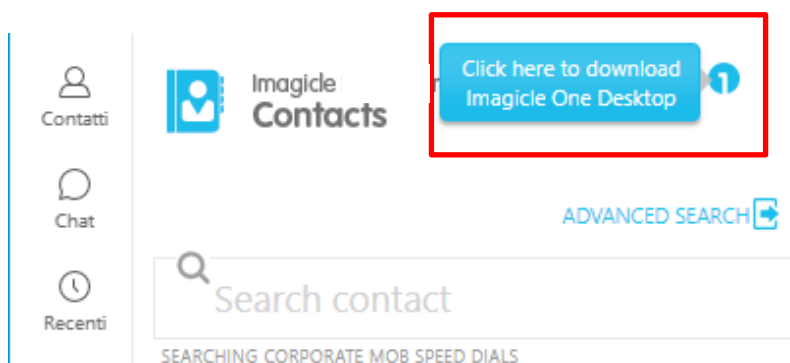 Contatti
Chat
Recenti
Imagicle
Contacts
Click here to download
Imagicle One Desktop
1
ADVANCED SEARCH
Search contact
SEARCHING CORPORATE MOB SPEED DIALS